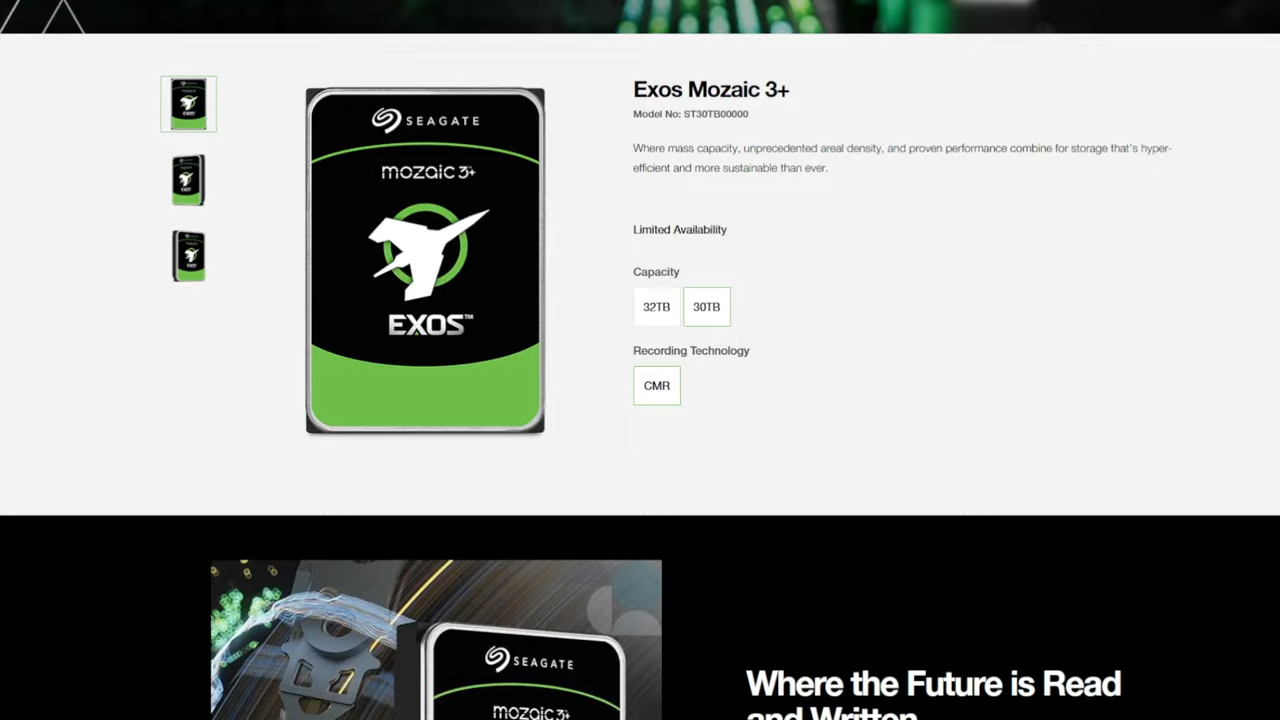 SEAGATE
mozaic 3+
EXOS™
Exos Mozaic 3+
Model No: ST30TB00000
Where mass capacity, unprecedented areal density, and proven performance combine for storage that's hyper-
efficient and more sustainable than ever.
Limited Availability
Capacity
32TB 30TB
Recording Technology
CMR
SEAGATE
mozaic 3+
Where the Future is Read
and Written